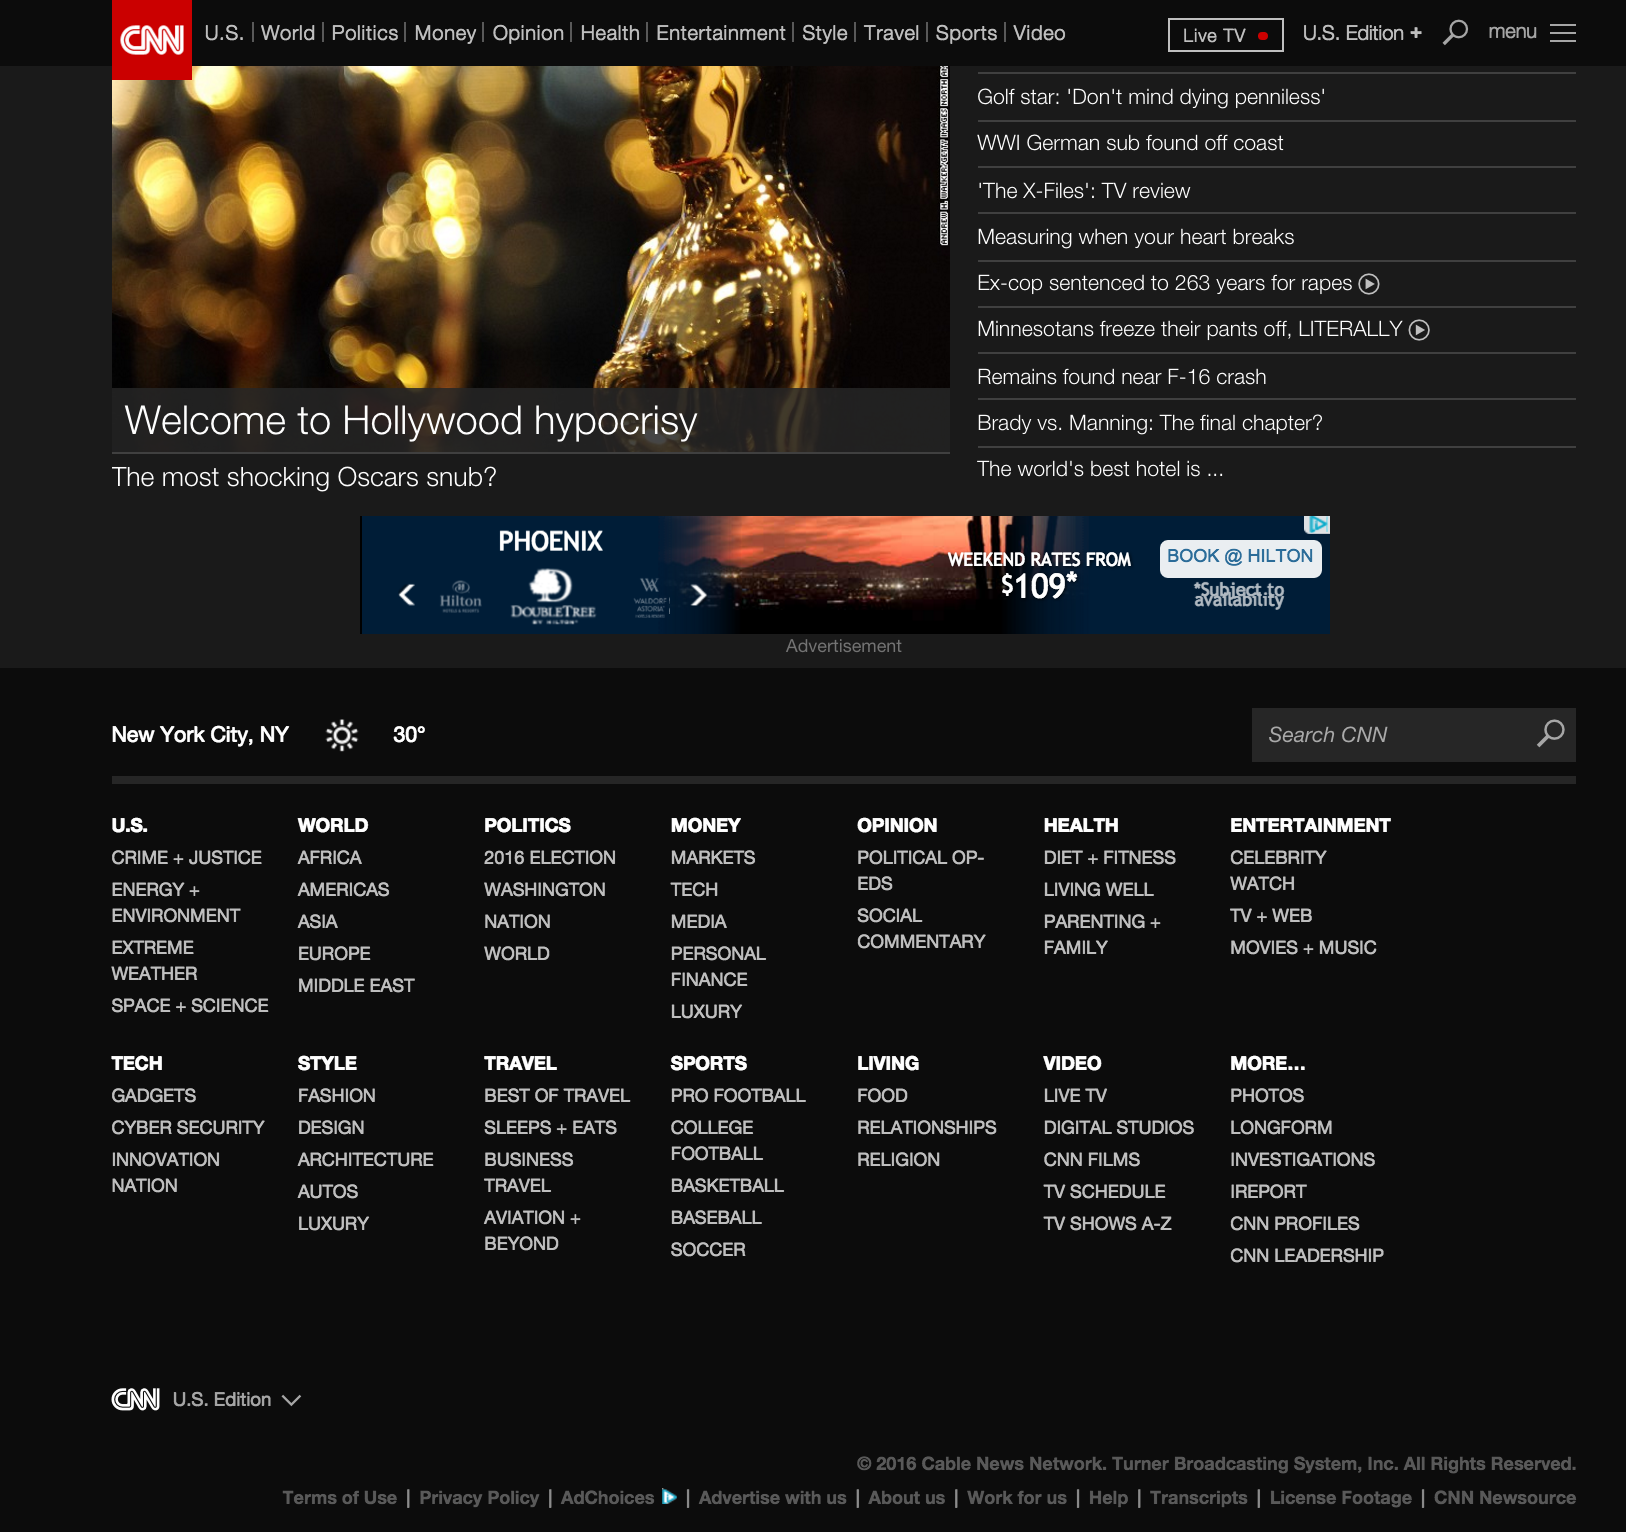 CNN
U.S. World Politics Money Opinion Health Entertainment Style Travel Sports Video
Live TV
U.S. Edition +
menu
ANDREW H. WALKER/GETTY IMAGES NORTH AM
Welcome to Hollywood hypocrisy
The most shocking Oscars snub?
Golf star: 'Don't mind dying penniless'
WWI German sub found off coast
'The X-Files': TV review
Measuring when your heart breaks
Ex-cop sentenced to 263 years for rapes
Minnesotans freeze their pants off, LITERALLY
Remains found near F-16 crash
Brady vs. Manning: The final chapter?
The world's best hotel is ...
PHOENIX
Hilton
HOTELS & RESORTS
DOUBLETREE
BY HILTON
WALDORF
ASTORIA
WEEKEND RATES FROM
$109*
BOOK @ HILTON
*Subject to
availability
Advertisement
New York City, NY 30°
Search CNN
U.S.
CRIME + JUSTICE
ENERGY +
ENVIRONMENT
EXTREME
WEATHER
SPACE + SCIENCE
WORLD
AFRICA
AMERICAS
ASIA
EUROPE
MIDDLE EAST
POLITICS
2016 ELECTION
WASHINGTON
NATION
WORLD
MONEY
MARKETS
TECH
MEDIA
PERSONAL
FINANCE
LUXURY
OPINION
POLITICAL OP-
EDS
SOCIAL
COMMENTARY
HEALTH
DIET + FITNESS
LIVING WELL
PARENTING +
FAMILY
ENTERTAINMENT
CELEBRITY
WATCH
TV + WEB
MOVIES + MUSIC
TECH
GADGETS
CYBER SECURITY
INNOVATION
NATION
STYLE
FASHION
DESIGN
ARCHITECTURE
AUTOS
LUXURY
TRAVEL
BEST OF TRAVEL
SLEEPS + EATS
BUSINESS
TRAVEL
AVIATION +
BEYOND
SPORTS
PRO FOOTBALL
COLLEGE
FOOTBALL
BASKETBALL
BASEBALL
SOCCER
LIVING
FOOD
RELATIONSHIPS
RELIGION
VIDEO
LIVE TV
DIGITAL STUDIOS
CNN FILMS
TV SCHEDULE
TV SHOWS A-Z
MORE...
PHOTOS
LONGFORM
INVESTIGATIONS
IREPORT
CNN PROFILES
CNN LEADERSHIP
CNN U.S. Edition
© 2016 Cable News Network. Turner Broadcasting System, Inc. All Rights Reserved.
Terms of Use | Privacy Policy | AdChoices | Advertise with us | About us | Work for us | Help | Transcripts | License Footage | CNN Newsource